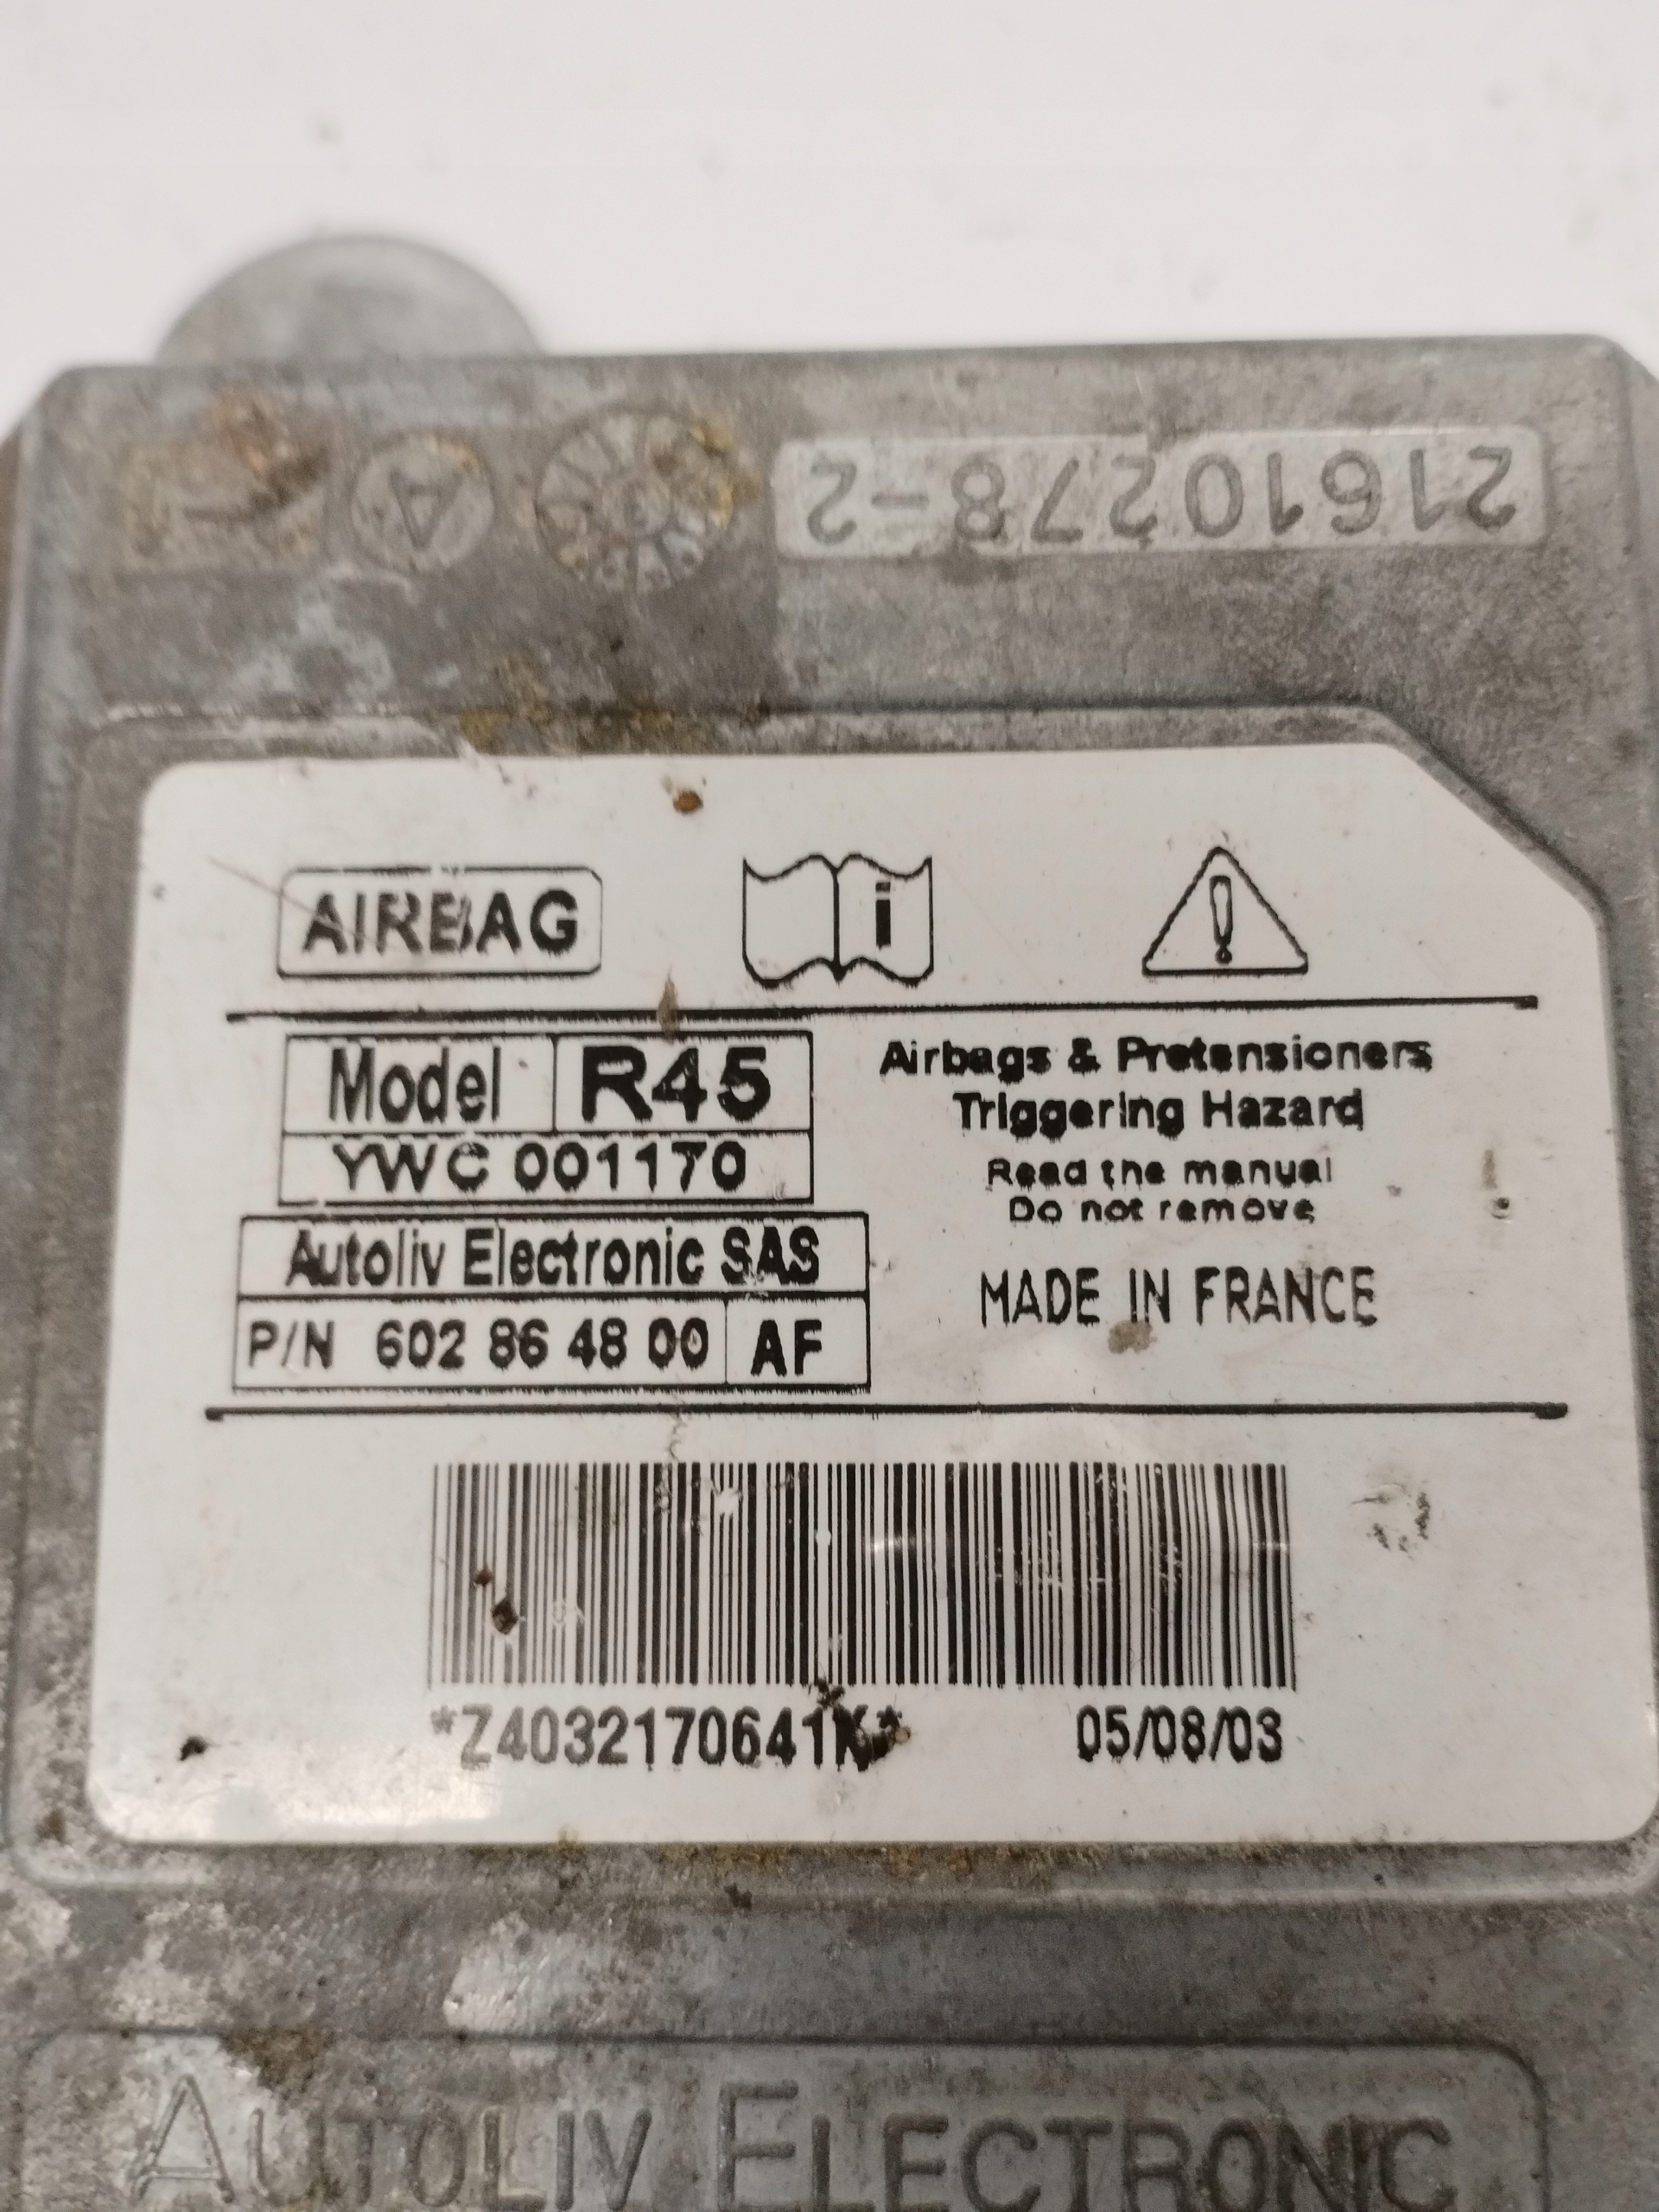 21610278-2
A
AIRBAG
i
!
Model R45
YWC 001170
Autoliv Electronic SAS
P/N 602 86 48 00 AF
Airbags & Pretensioners
Triggering Hazard
Read the manual
Do not remove
MADE IN FRANCE
*Z4032170641K* 05/08/03
AUTOLIV ELECTRONIC